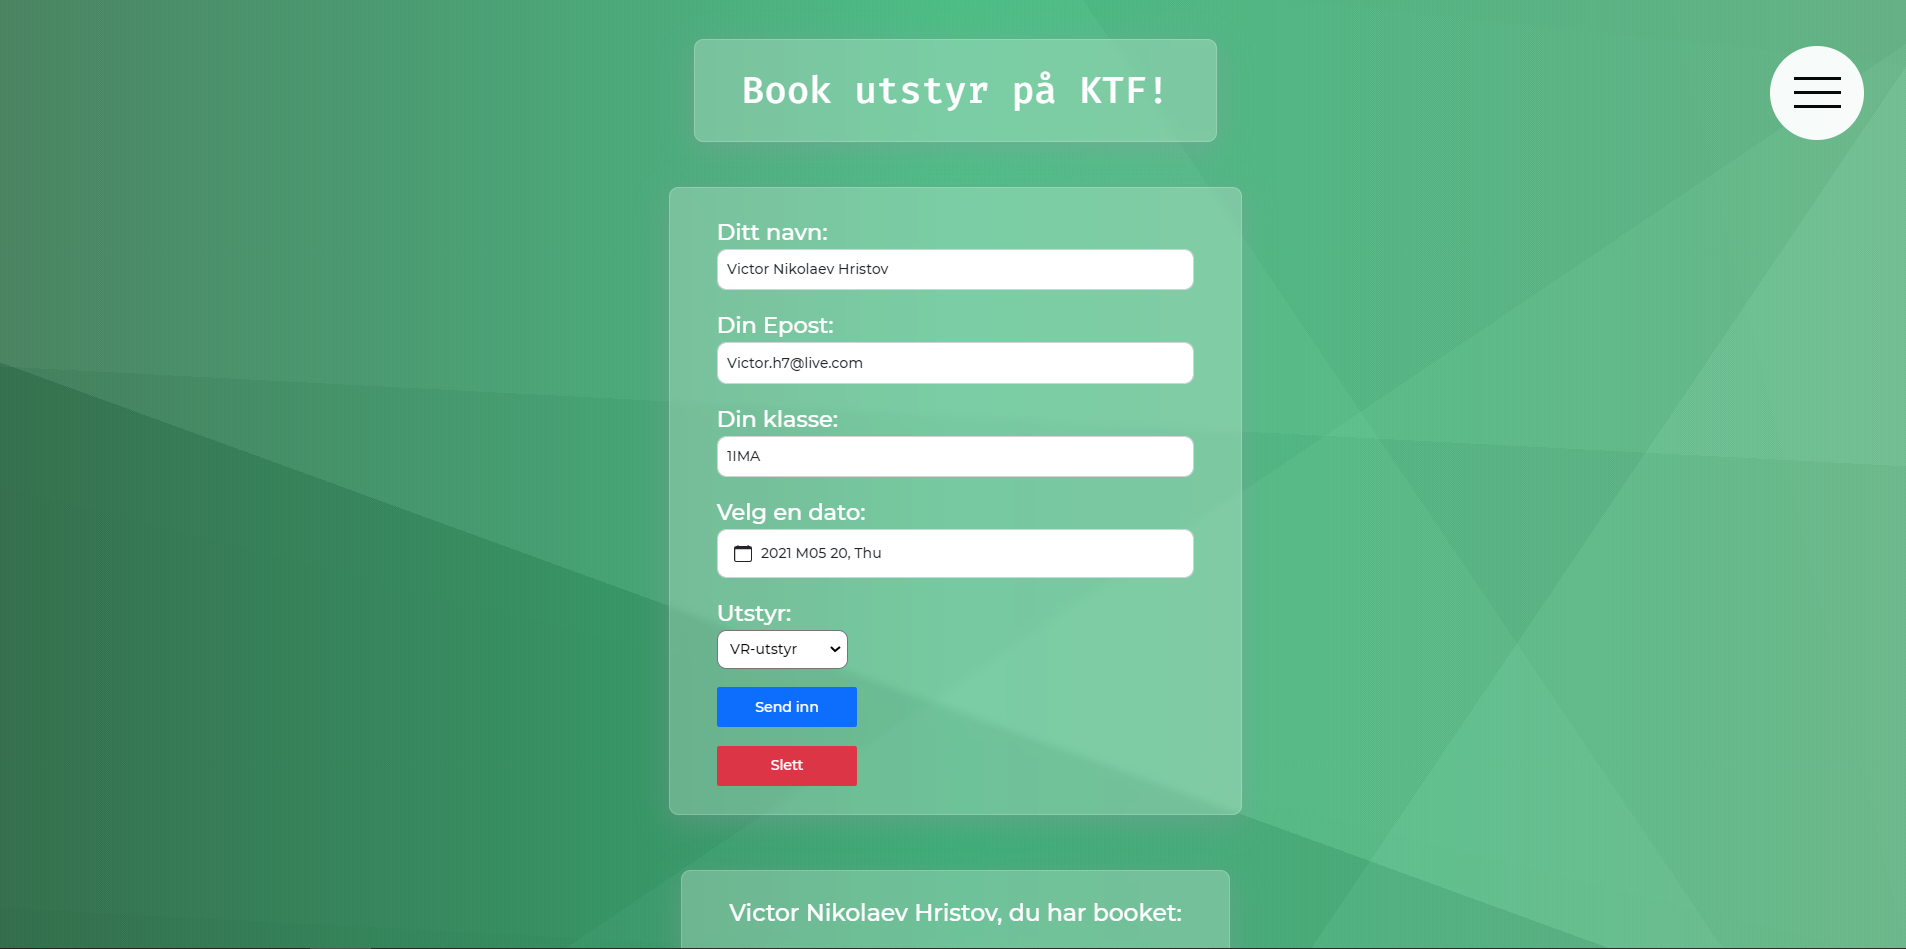 Book utstyr på KTF!
Ditt navn:
Victor Nikolaev Hristov
Din Epost:
Victor.h7@live.com
Din klasse:
1IMA
Velg en dato:
2021 M05 20, Thu
Utstyr:
VR-utstyr
Send inn
Slett
Victor Nikolaev Hristov, du har booket: